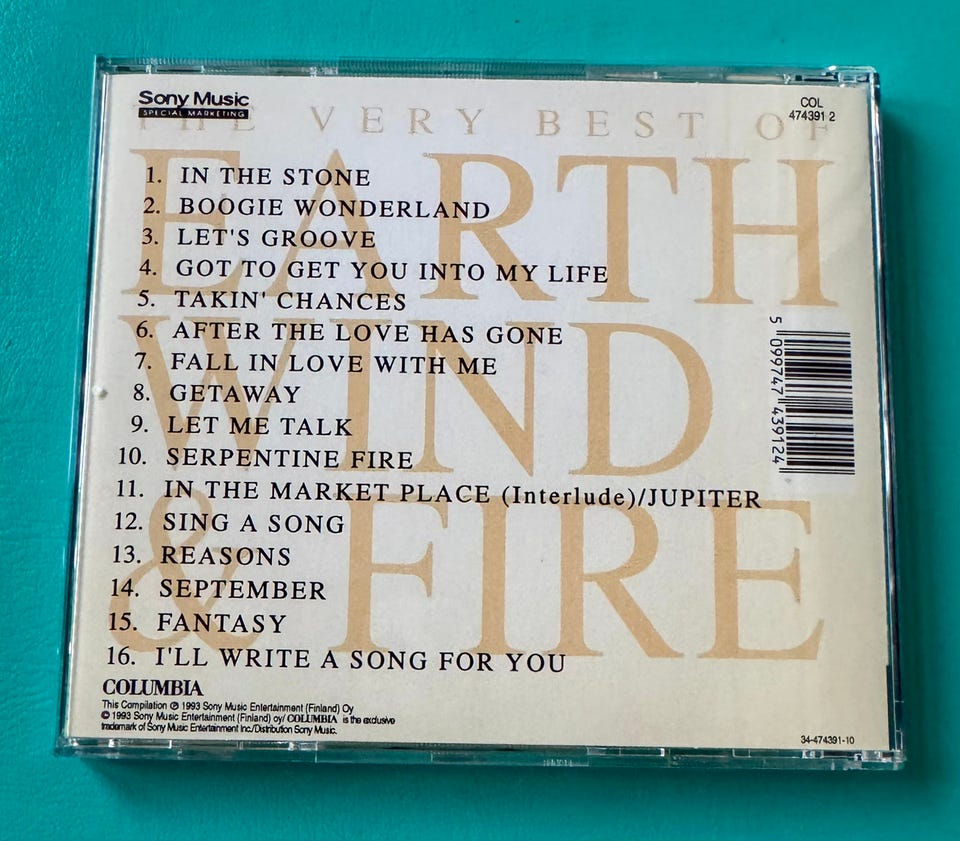 Sony Music
SPECIAL MARKETING
COL
474391 2
THE VERY BEST OF
EARTH
WIND
& FIRE
1. IN THE STONE
2. BOOGIE WONDERLAND
3. LET'S GROOVE
4. GOT TO GET YOU INTO MY LIFE
5. TAKIN' CHANCES
6. AFTER THE LOVE HAS GONE
7. FALL IN LOVE WITH ME
8. GETAWAY
9. LET ME TALK
10. SERPENTINE FIRE
11. IN THE MARKET PLACE (Interlude)/JUPITER
12. SING A SONG
13. REASONS
14. SEPTEMBER
15. FANTASY
16. I'LL WRITE A SONG FOR YOU
5 099747 439124
COLUMBIA
This Compilation ℗ 1993 Sony Music Entertainment (Finland) Oy
© 1993 Sony Music Entertainment (Finland) oy/ COLUMBIA is the exclusive
trademark of Sony Music Entertainment Inc./Distribution Sony Music.
34-474391-10